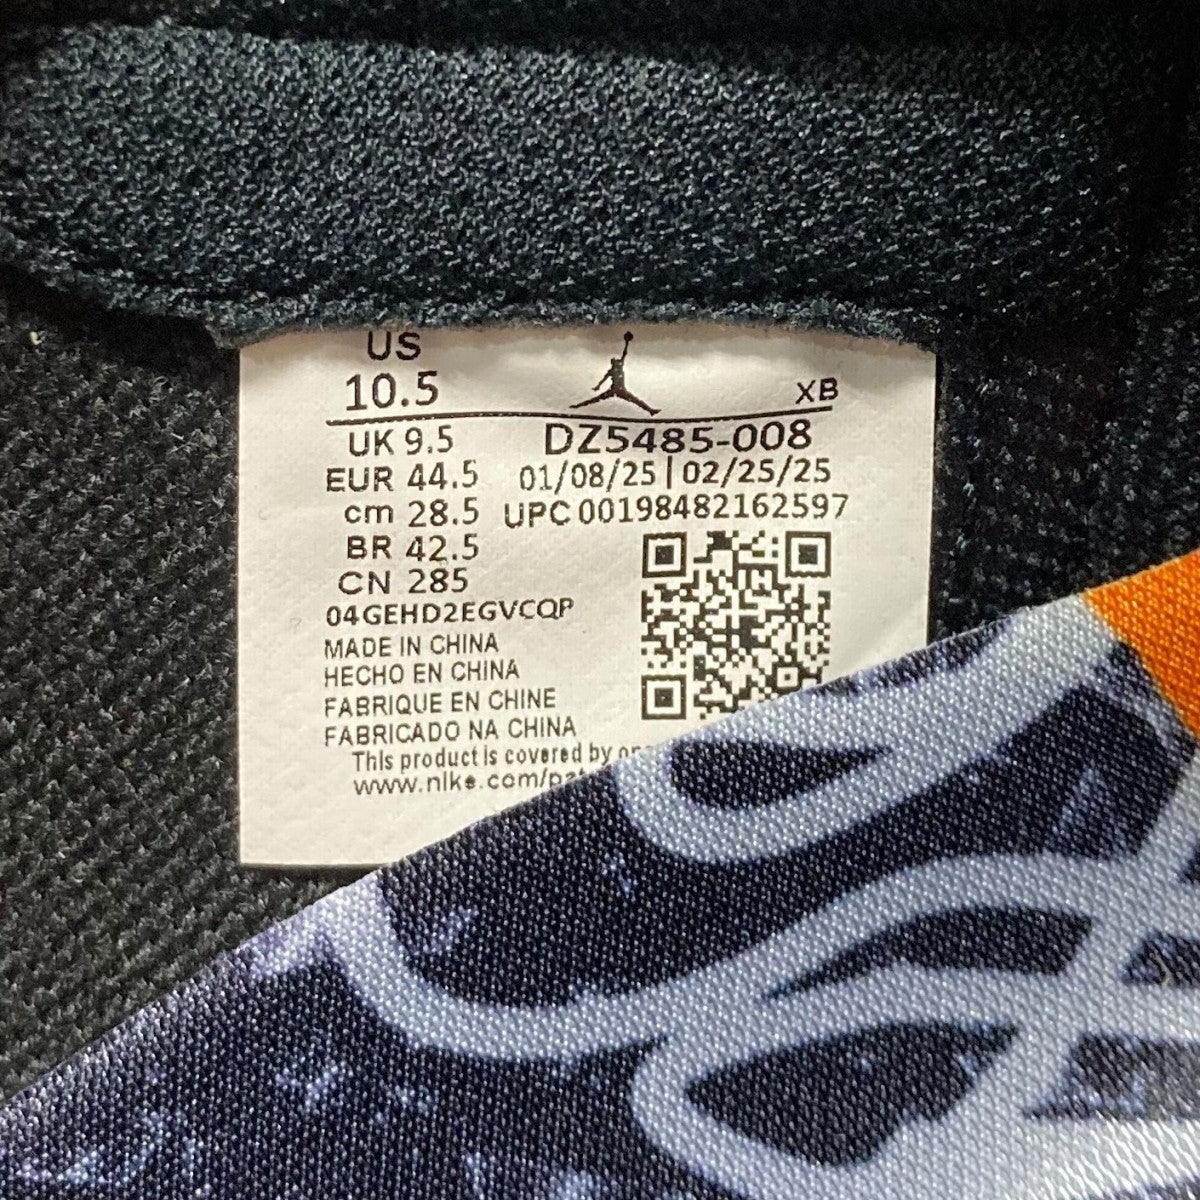 US
10.5
XB
UK 9.5 DZ5485-008
EUR 44.5 01/08/25 | 02/25/25
cm 28.5 UPC 00198482162597
BR 42.5
CN 285
04GEHD2EGVCQP
MADE IN CHINA
HECHO EN CHINA
FABRIQUE EN CHINE
FABRICADO NA CHINA
This product is covered by
www.nike.com/pat